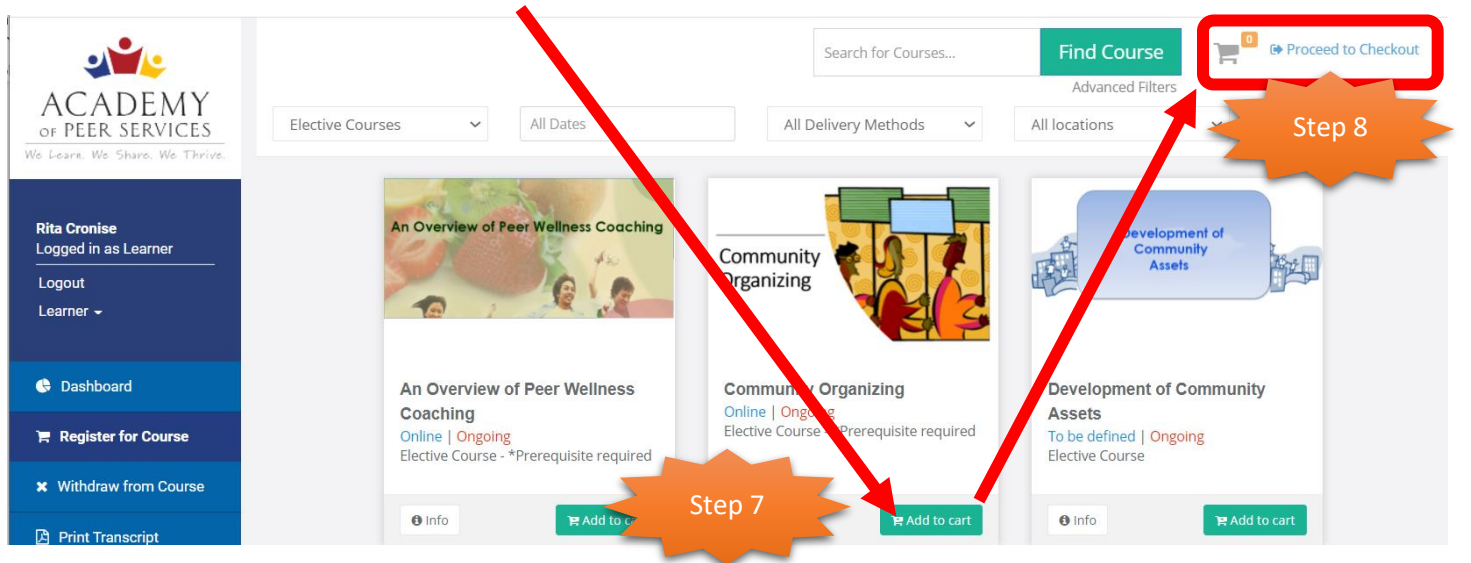 ACADEMY
OF PEER SERVICES
We Learn. We Share. We Thrive.
Search for Courses...
Find Course
0
Proceed to Checkout
Advanced Filters
Elective Courses
All Dates
All Delivery Methods
All locations
Step 8
Rita Cronise
Logged in as Learner
Logout
Learner
Dashboard
Register for Course
Withdraw from Course
Print Transcript
An Overview of Peer Wellness Coaching
An Overview of Peer Wellness
Coaching
Online | Ongoing
Elective Course - *Prerequisite required
Info
Add to
Community
Organizing
Community Organizing
Online | Ongoing
Elective Course - *Prerequisite required
Step 7
Add to cart
Development of
Community
Assets
Development of Community
Assets
To be defined | Ongoing
Elective Course
Info
Add to cart